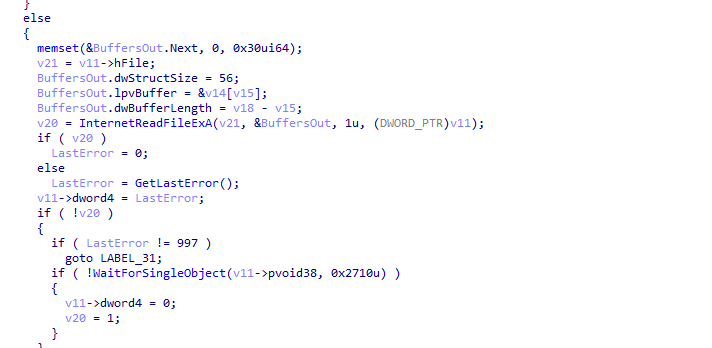 }
else
{
memset(&BuffersOut.Next, 0, 0x30ui64);
v21 = v11->hFile;
BuffersOut.dwStructSize = 56;
BuffersOut.lpvBuffer = &v14[v15];
BuffersOut.dwBufferLength = v18 - v15;
v20 = InternetReadFileExA(v21, &BuffersOut, 1u, (DWORD_PTR)v11);
if ( v20 )
LastError = 0;
else
LastError = GetLastError();
v11->dword4 = LastError;
if ( !v20 )
{
if ( LastError != 997 )
goto LABEL_31;
if ( !WaitForSingleObject(v11->pvoid38, 0x2710u) )
{
v11->dword4 = 0;
v20 = 1;
}
}